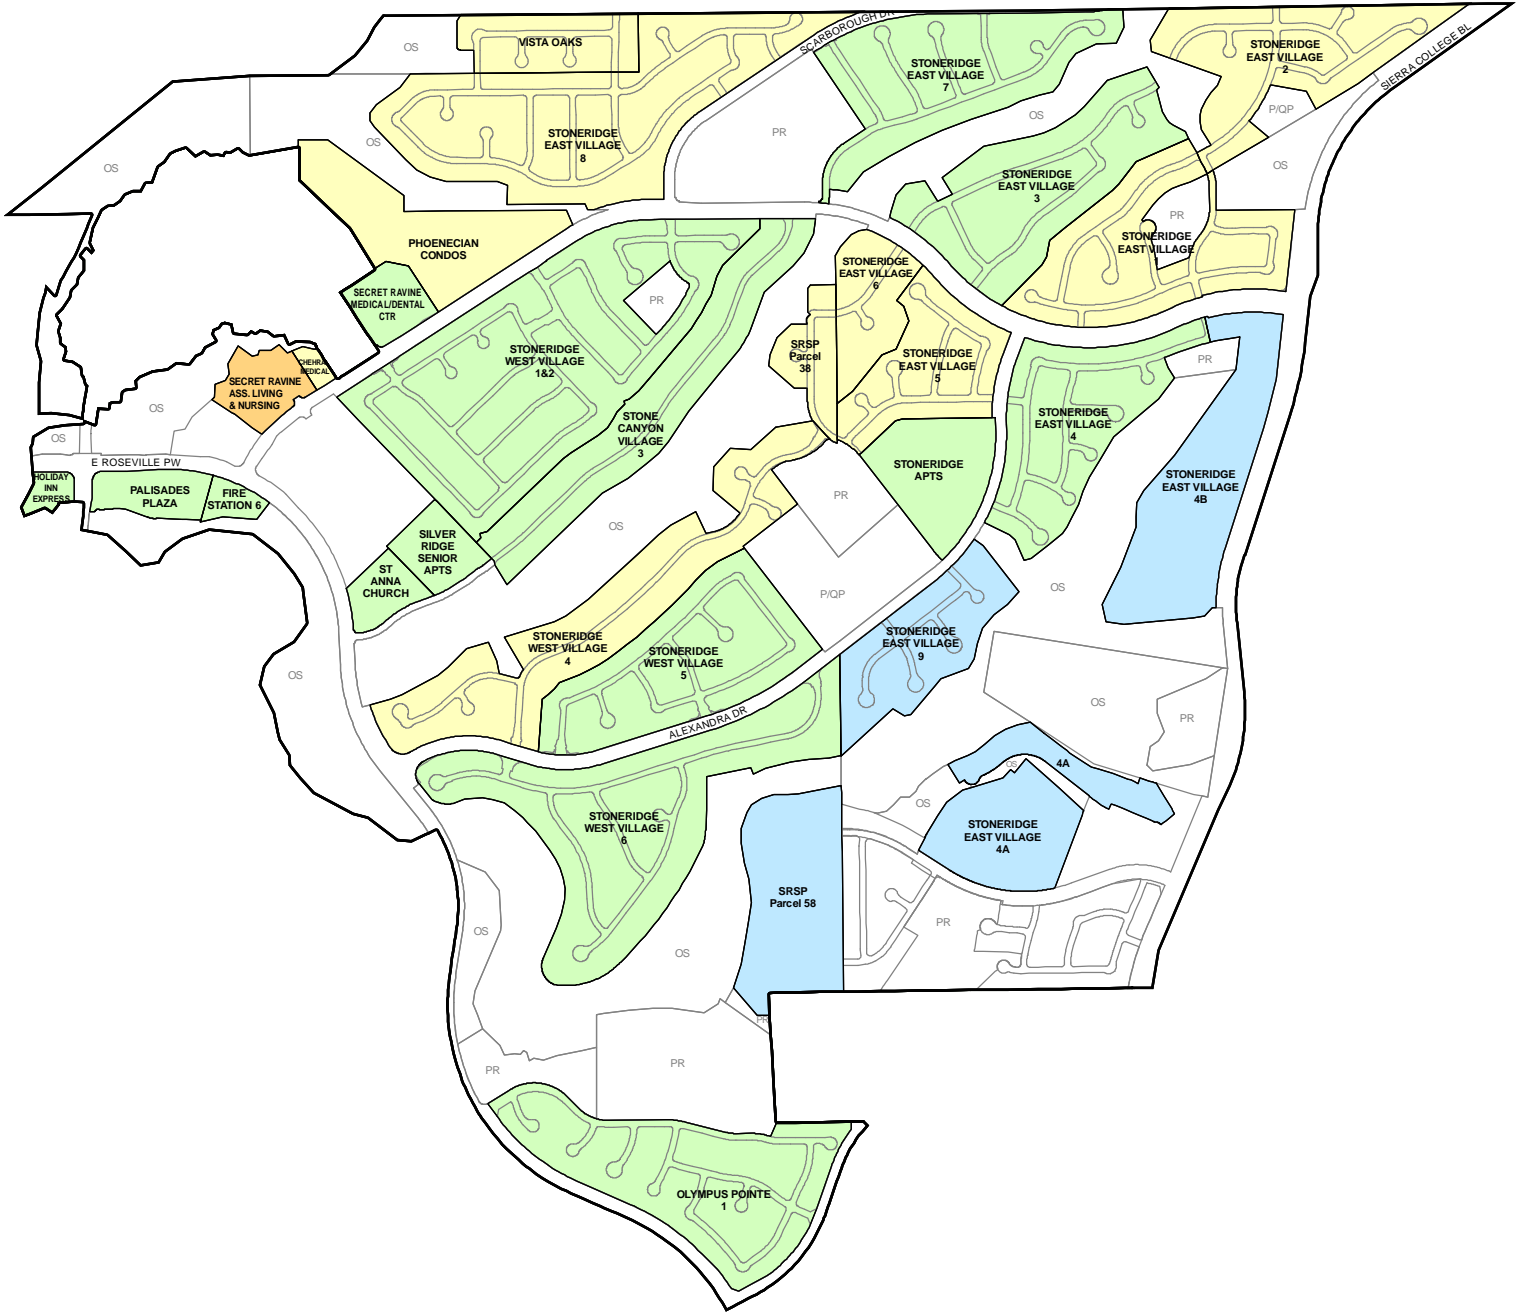 SCARBOROUGH DR
OS
VISTA OAKS
STONERIDGE
EAST VILLAGE
7
STONERIDGE
EAST VILLAGE
2
SIERRA COLLEGE BL
P/QP
OS
PR
OS
STONERIDGE
EAST VILLAGE
8
OS
OS
STONERIDGE
EAST VILLAGE
3
PR
STONERIDGE
EAST VILLAGE
1
PHOENECIAN
CONDOS
STONERIDGE
EAST VILLAGE
6
SECRET RAVINE
MEDICAL/DENTAL
CTR
PR
STONERIDGE
WEST VILLAGE
1&2
SRSP
Parcel
38
STONERIDGE
EAST VILLAGE
5
PR
CHEHRAZI
MEDICAL
SECRET RAVINE
ASS. LIVING
& NURSING
OS
STONE
CANYON
VILLAGE
3
STONERIDGE
EAST VILLAGE
4
OS
E ROSEVILLE PW
STONERIDGE
APTS
STONERIDGE
EAST VILLAGE
4B
HOLIDAY
INN
EXPRESS
PALISADES
PLAZA
FIRE
STATION 6
PR
OS
SILVER
RIDGE
SENIOR
APTS
ST
ANNA
CHURCH
P/QP
OS
STONERIDGE
WEST VILLAGE
4
STONERIDGE
WEST VILLAGE
5
STONERIDGE
EAST VILLAGE
9
OS
OS
PR
ALEXANDRA DR
4A
OS
OS
STONERIDGE
WEST VILLAGE
6
STONERIDGE
EAST VILLAGE
4A
SRSP
Parcel 58
PR
OS
OS
PR
PR
PR
OLYMPUS POINTE
1